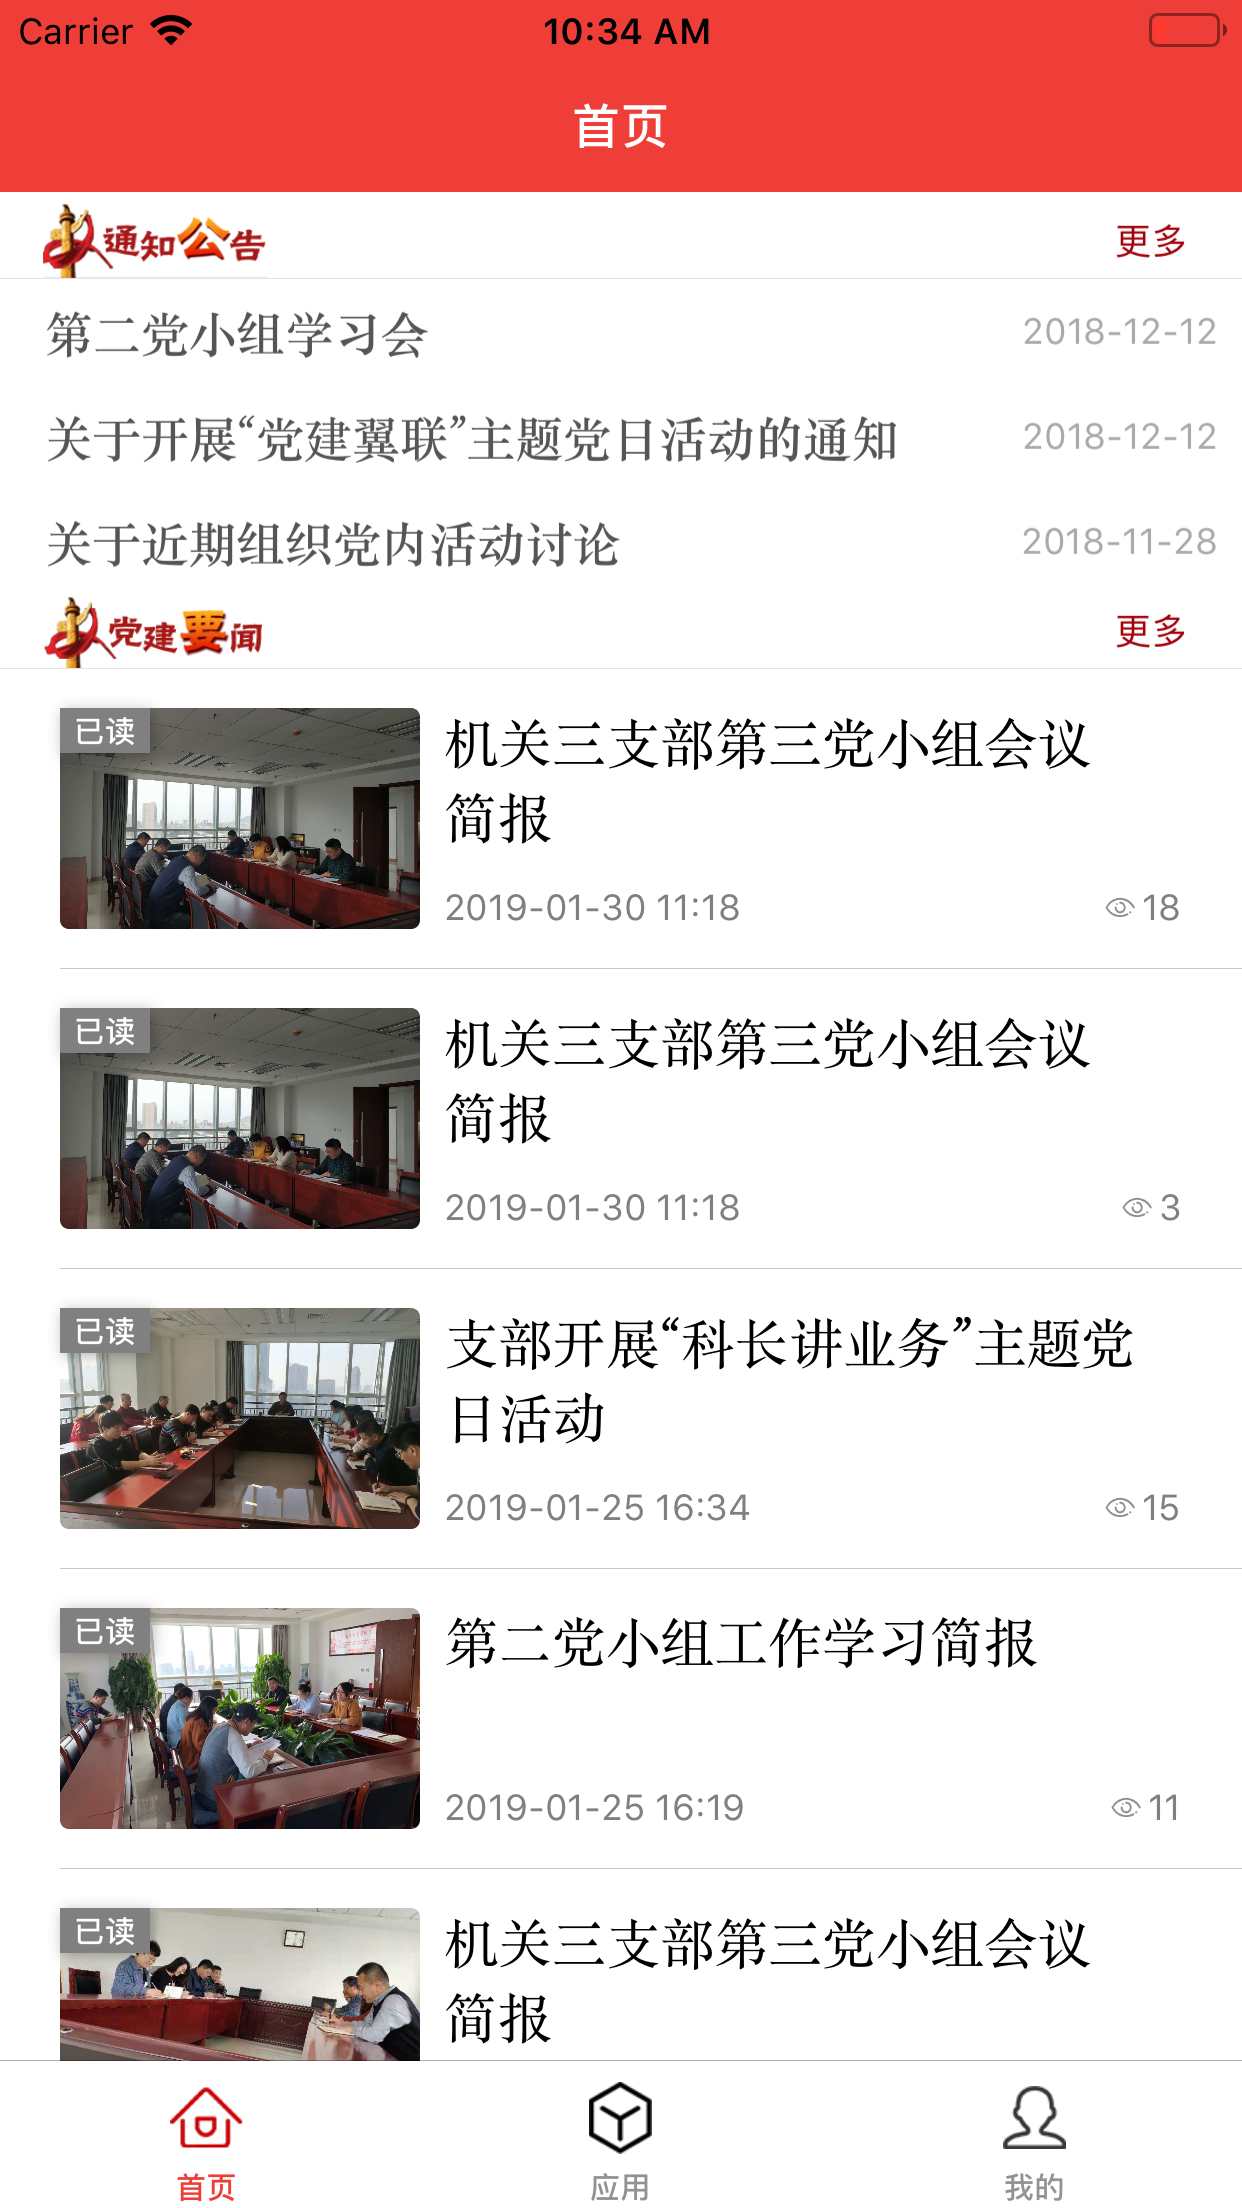 Carrier 10:34 AM
首页
通知公告 更多
第二党小组学习会 2018-12-12
关于开展“党建翼联”主题党日活动的通知 2018-12-12
关于近期组织党内活动讨论 2018-11-28
党建要闻 更多
已读
机关三支部第三党小组会议
简报
2019-01-30 11:18 18
已读
机关三支部第三党小组会议
简报
2019-01-30 11:18 3
已读
支部开展“科长讲业务”主题党
日活动
2019-01-25 16:34 15
已读
第二党小组工作学习简报
2019-01-25 16:19 11
已读
机关三支部第三党小组会议
简报
首页 应用 我的